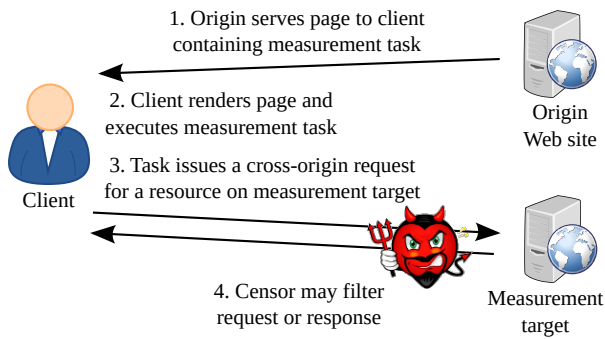 1. Origin serves page to client
containing measurement task
2. Client renders page and
executes measurement task
Origin
Web site
3. Task issues a cross-origin request
for a resource on measurement target
Client
4. Censor may filter
request or response
Measurement
target